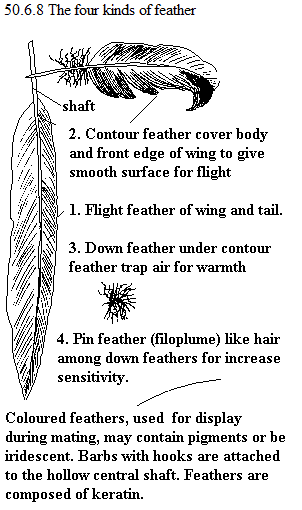 50.6.8 The four kinds of feather
shaft
2. Contour feather cover body
and front edge of wing to give
smooth surface for flight
1. Flight feather of wing and tail.
3. Down feather under contour
feather trap air for warmth
4. Pin feather (filoplume) like hair
among down feathers for increase
sensitivity.
Coloured feathers, used  for display
during mating, may contain pigments or be
iridescent. Barbs with hooks are attached
to the hollow central shaft. Feathers are
composed of keratin.